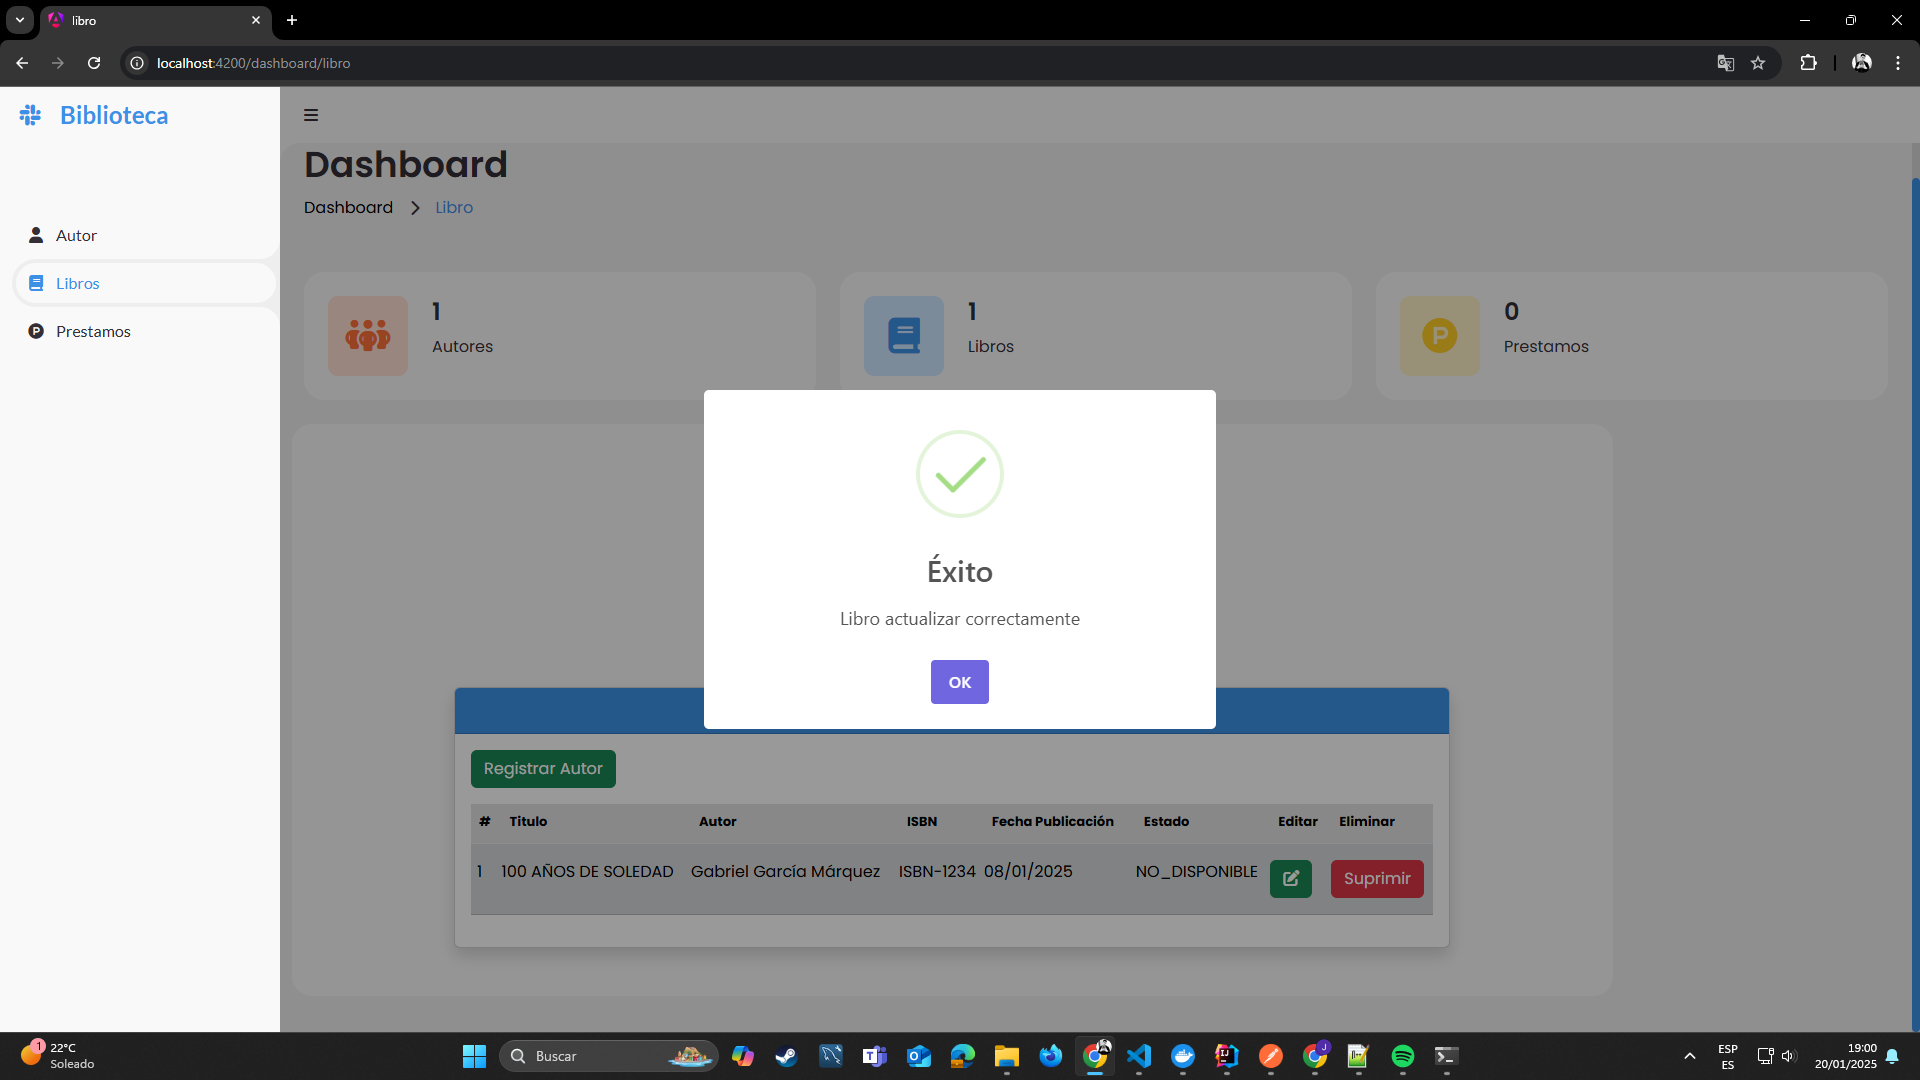 libro
localhost:4200/dashboard/libro
Biblioteca
Autor
Libros
Prestamos
Dashboard
Dashboard Libro
1
Autores
1
Libros
0
Prestamos
Éxito
Libro actualizar correctamente
OK
Registrar Autor
# Titulo Autor ISBN Fecha Publicación Estado Editar Eliminar
1 100 AÑOS DE SOLEDAD Gabriel García Márquez ISBN-1234 08/01/2025 NO_DISPONIBLE Suprimir
1
22°C
Soleado
Buscar
ESP
ES
19:00
20/01/2025